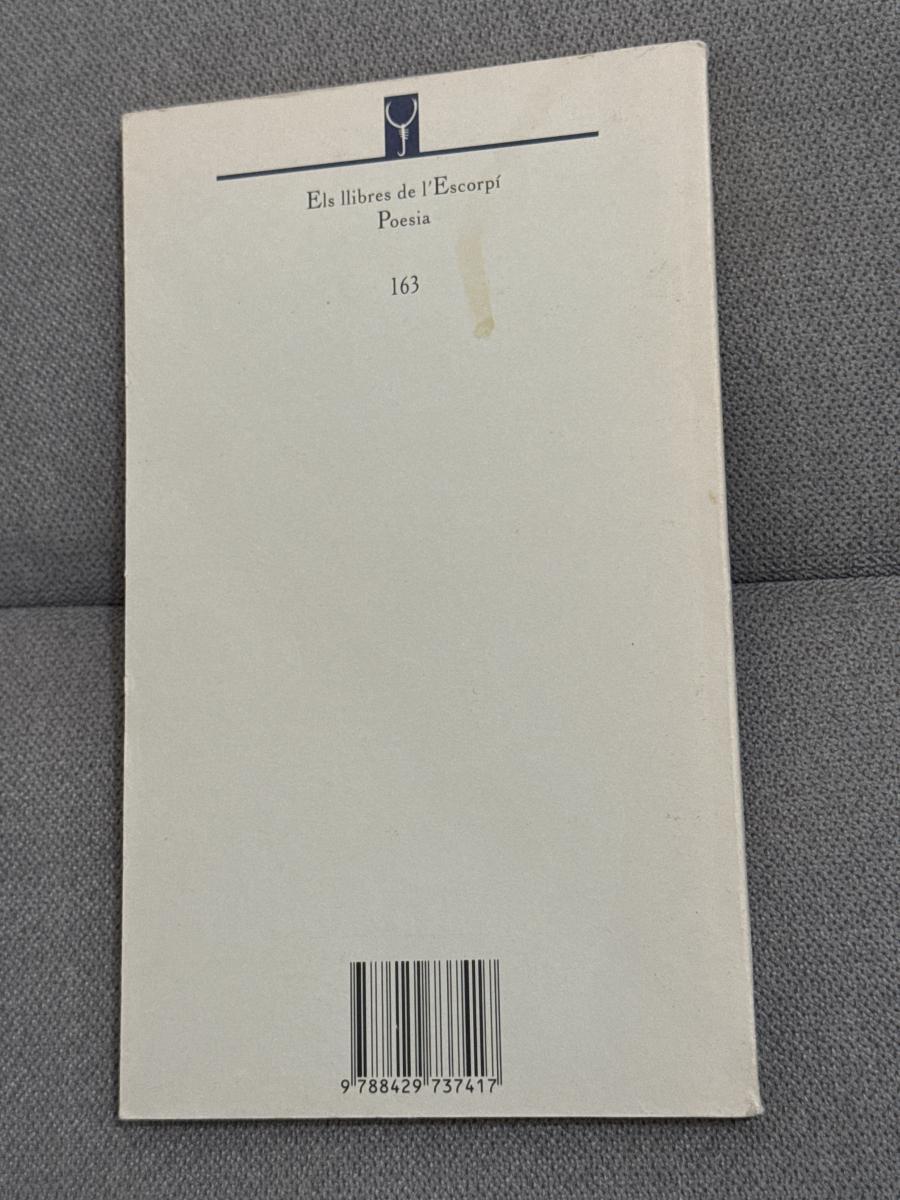 Els llibres de l'Escorpí
Poesia
163
9 788429 737417